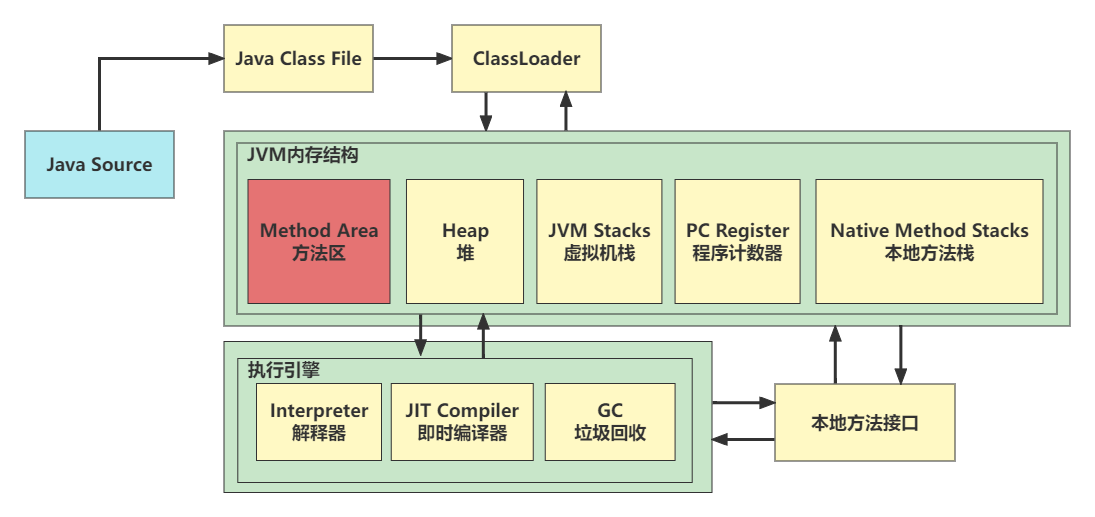 Java Class File
ClassLoader
Java Source
JVM内存结构
Method Area
方法区
Heap
堆
JVM Stacks
虚拟机栈
PC Register
程序计数器
Native Method Stacks
本地方法栈
执行引擎
Interpreter
解释器
JIT Compiler
即时编译器
GC
垃圾回收
本地方法接口